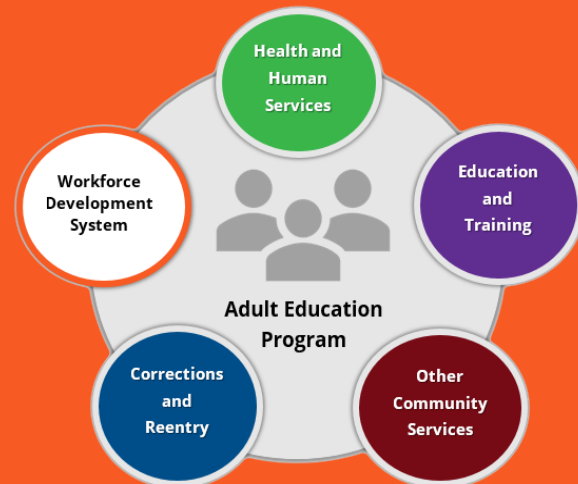 Health and
Human
Services
Workforce
Development
System
Education
and
Training
Adult Education
Program
Corrections
and
Reentry
Other
Community
Services